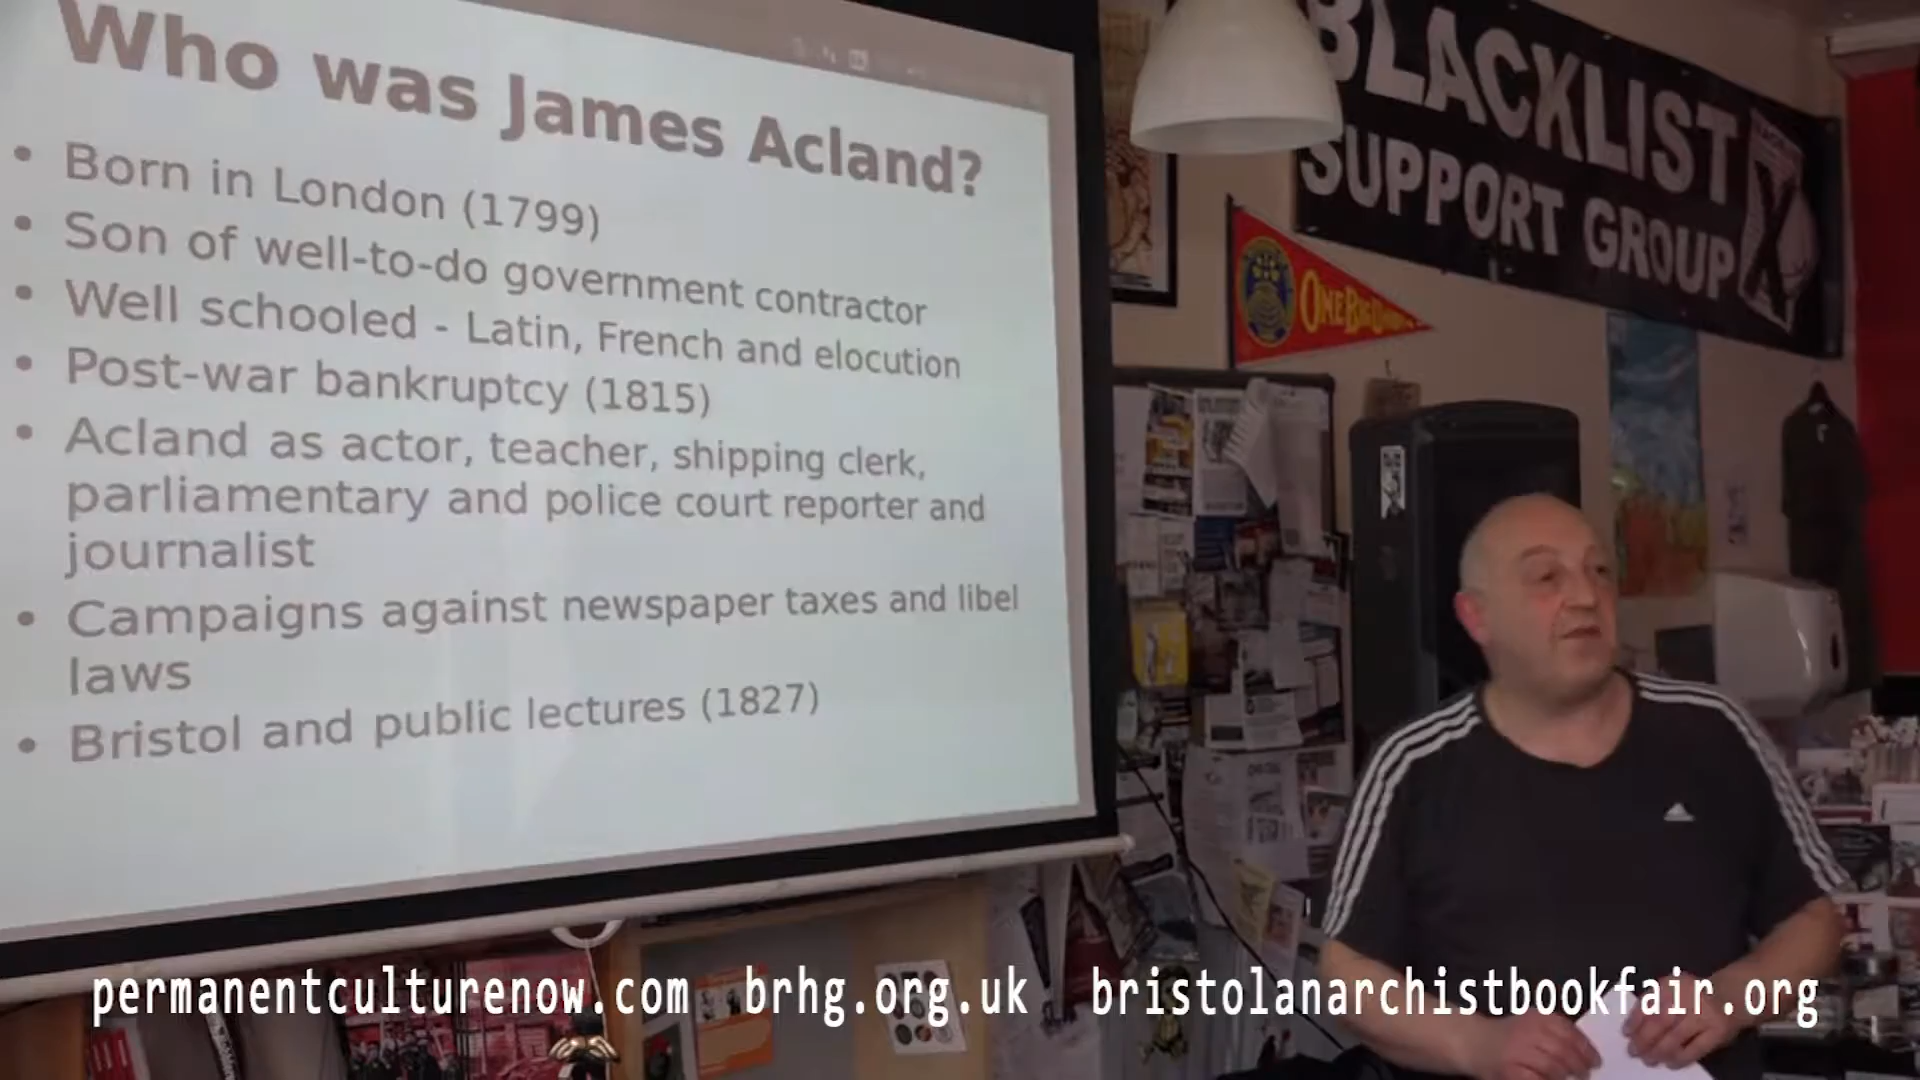 Who was James Acland?
• Born in London (1799)
• Son of well-to-do government contractor
• Well schooled - Latin, French and elocution
• Post-war bankruptcy (1815)
• Acland as actor, teacher, shipping clerk,
parliamentary and police court reporter and
journalist
• Campaigns against newspaper taxes and libel
laws
• Bristol and public lectures (1827)
BLACKLIST
SUPPORT GROUP
ONE BIG UNION
permanentculturenow.com brhg.org.uk bristolanarchistbookfair.org